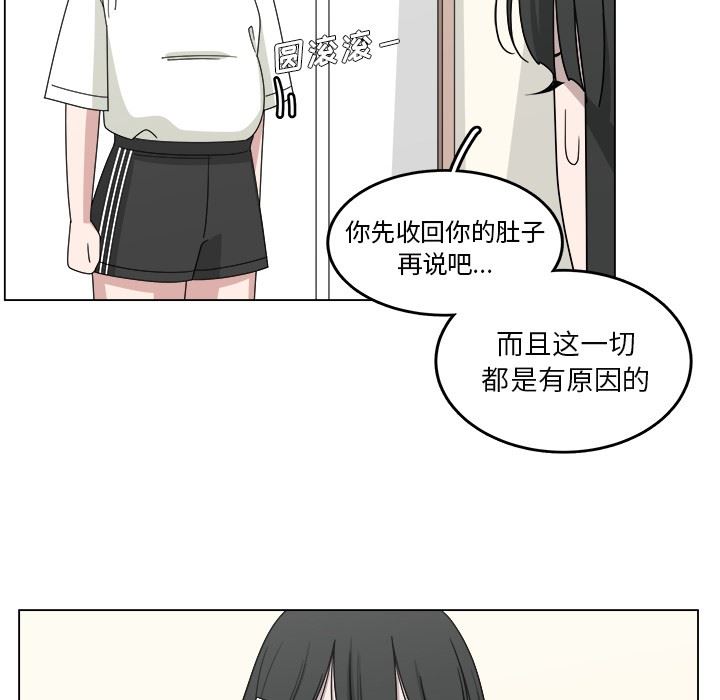 圆滚滚～
你先收回你的肚子
再说吧...
而且这一切
都是有原因的